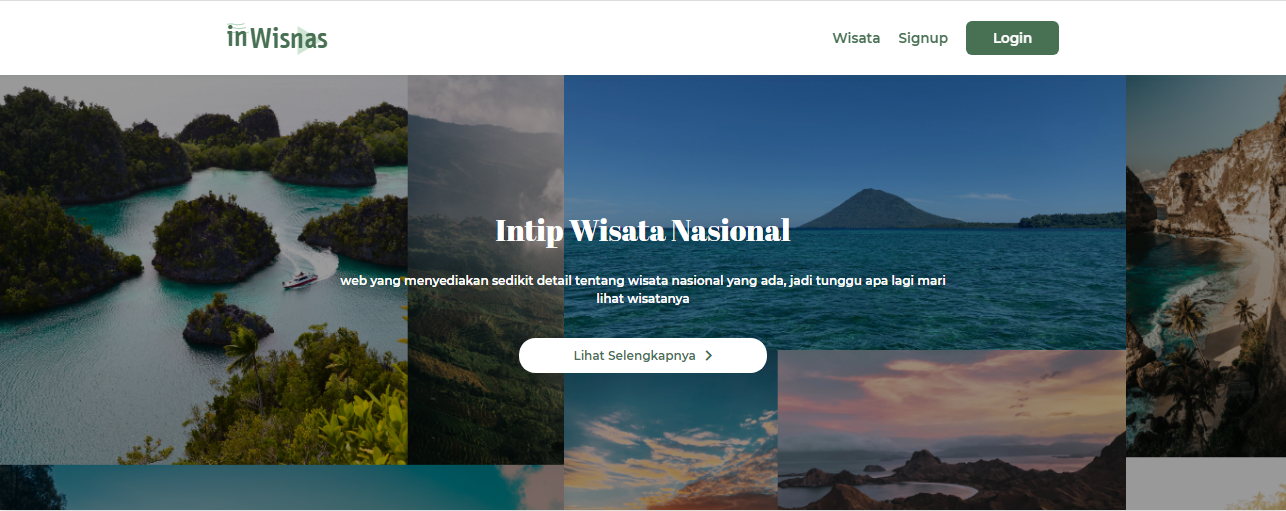 inWisnas
Wisata
Signup
Login
Intip Wisata Nasional
web yang menyediakan sedikit detail tentang wisata nasional yang ada, jadi tunggu apa lagi mari
lihat wisatanya
Lihat Selengkapnya